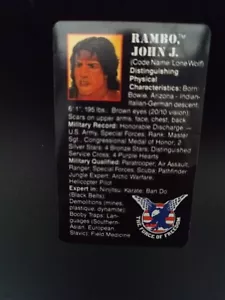 RAMBO,™
JOHN J.
(Code Name: Lone Wolf)
Distinguishing
Physical
Characteristics: Born:
Bowie, Arizona - Indian-
Italian-German descent.
6' 1". 195 lbs. Brown eyes (20/10 vision)
Scars on upper arms, face, chest, back
Military Record: Honorable Discharge —
U.S. Army, Special Forces, Rank: Master
Sgt. Congressional Medal of Honor, 2
Silver Stars. 4 Bronze Stars, Distinguished
Service Cross. 4 Purple Hearts
Military Qualified: Parahooper, Air Assault,
Ranger, Special Forces, Scuba, Pathfinder
Jungle Expert. Arctic Warfare.
Helicopter Pilot
Expert in: Ninjitsu, Karate, Ban Do
(Black Belts)
Demolitions (mines,
plastique, dynamite),
Booby Traps: Lan-
guages (Southern-
Asian, European,
Slavic), Field Medicine
THE FORCE OF FREEDOM